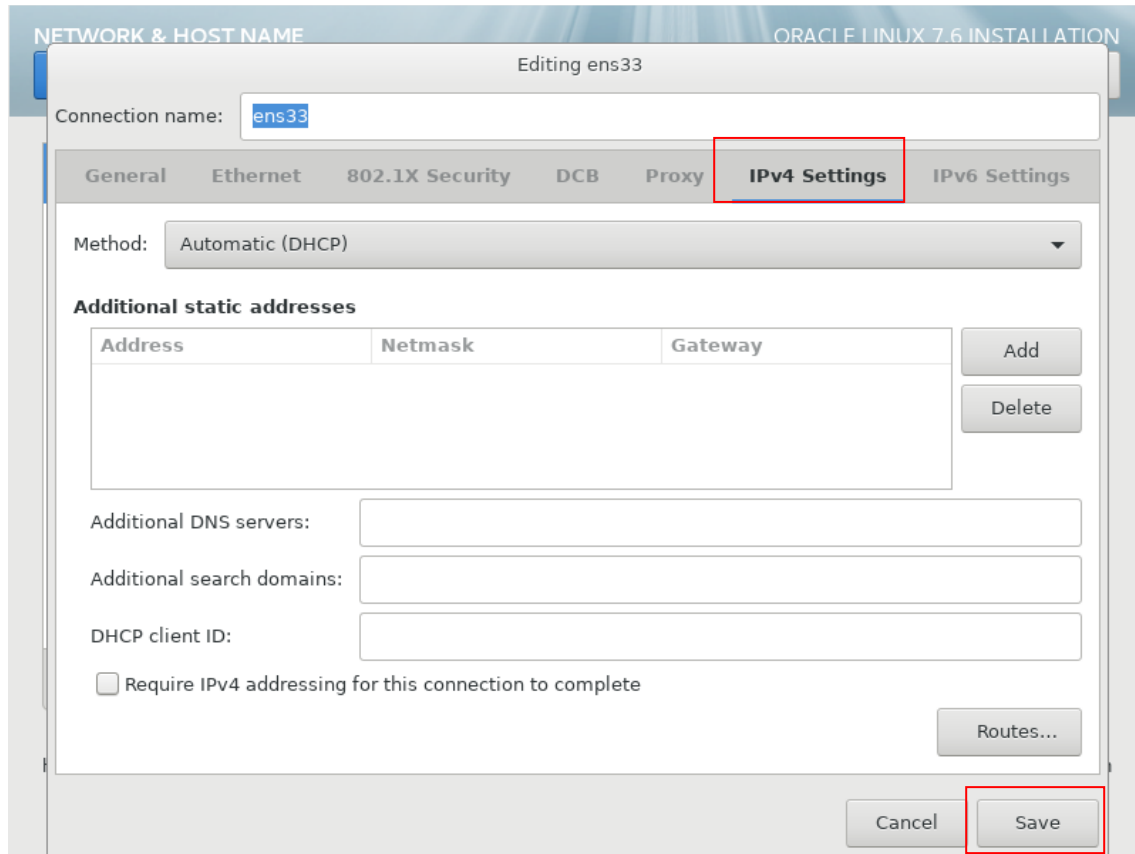 NETWORK & HOST NAME ORACLE LINUX 7.6 INSTALLATION
Editing ens33
Connection name: ens33
General Ethernet 802.1X Security DCB Proxy IPv4 Settings IPv6 Settings
Method: Automatic (DHCP)
Additional static addresses
Address Netmask Gateway
Add
Delete
Additional DNS servers:
Additional search domains:
DHCP client ID:
Require IPv4 addressing for this connection to complete
Routes...
Cancel Save